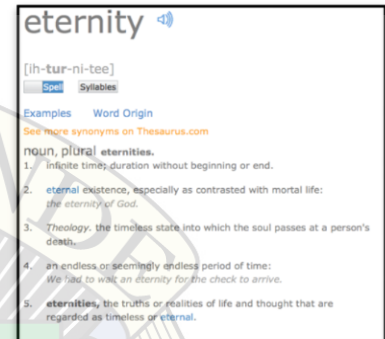 eternity
[ih-tur-ni-tee]
Spell Syllables
Examples Word Origin
See more synonyms on Thesaurus.com
noun, plural eternities.
1. infinite time; duration without beginning or end.
2. eternal existence, especially as contrasted with mortal life:
the eternity of God.
3. Theology. the timeless state into which the soul passes at a person's
death.
4. an endless or seemingly endless period of time:
We had to wait an eternity for the check to arrive.
5. eternities, the truths or realities of life and thought that are
regarded as timeless or eternal.